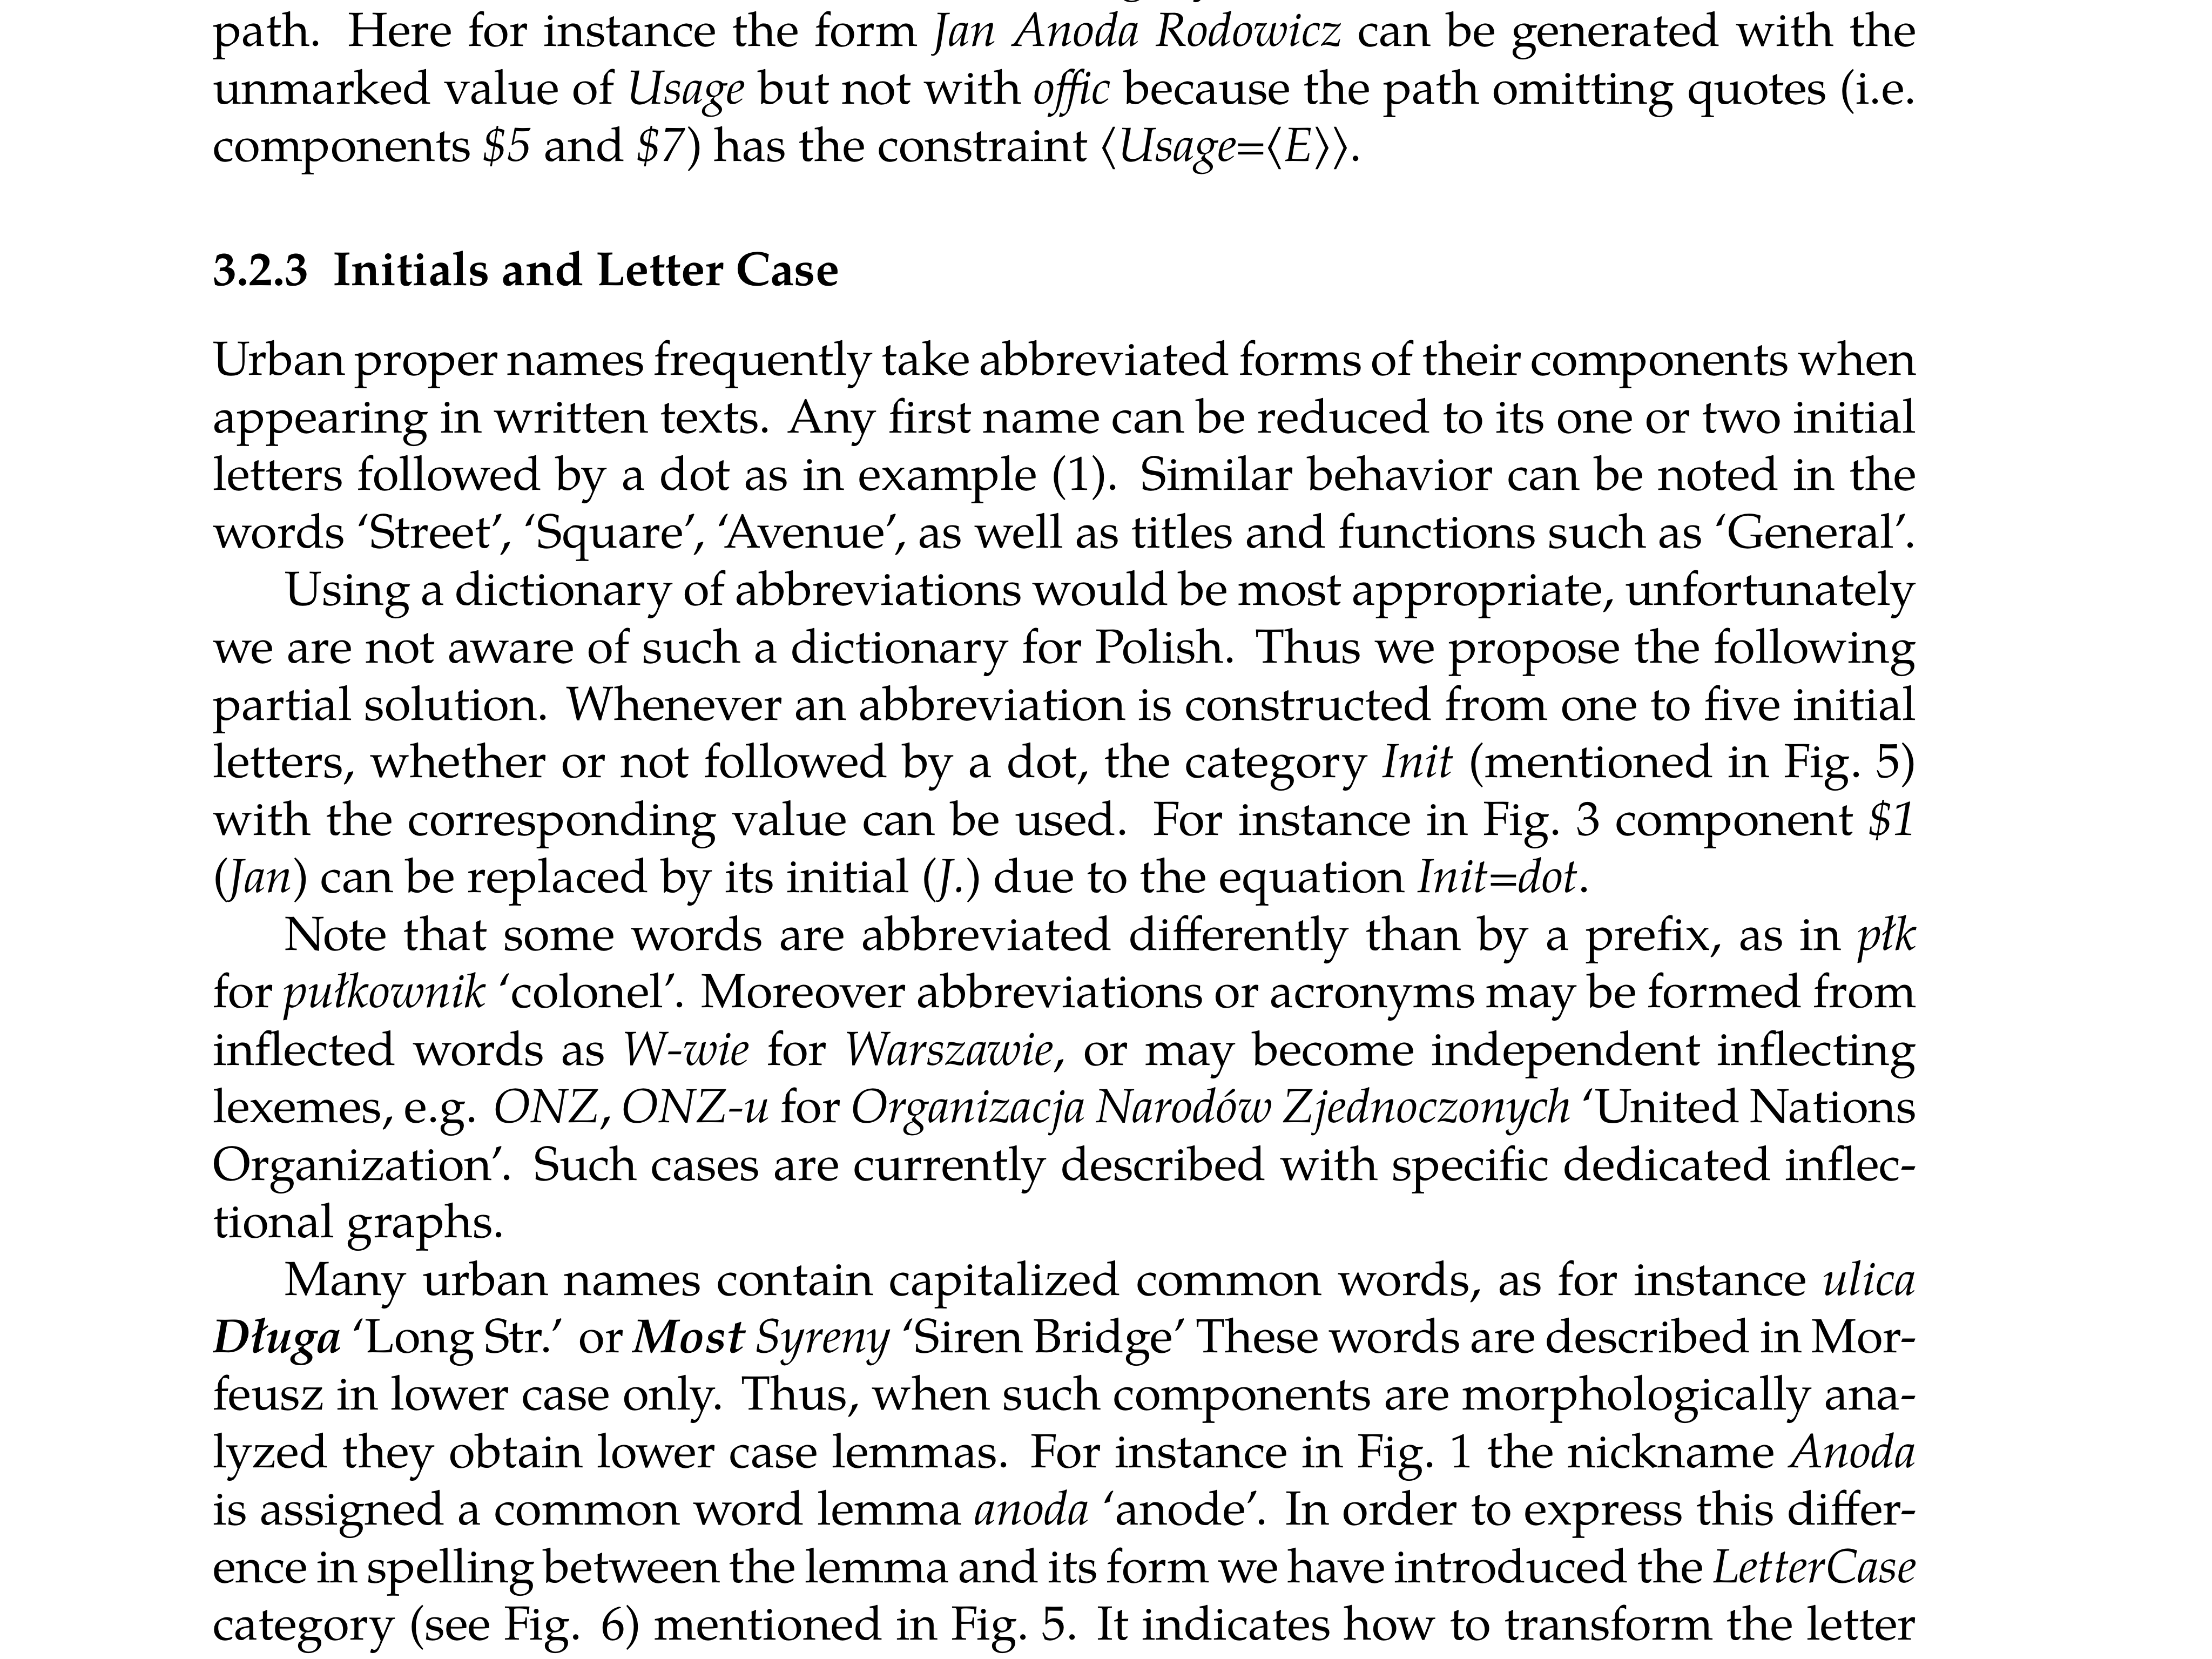 path. Here for instance the form Jan Anoda Rodowicz can be generated with the
unmarked value of Usage but not with offic because the path omitting quotes (i.e.
components $5 and $7) has the constraint ⟨Usage=⟨E⟩⟩.
3.2.3 Initials and Letter Case
Urban proper names frequently take abbreviated forms of their components when
appearing in written texts. Any first name can be reduced to its one or two initial
letters followed by a dot as in example (1). Similar behavior can be noted in the
words ‘Street’, ‘Square’, ‘Avenue’, as well as titles and functions such as ‘General’.
Using a dictionary of abbreviations would be most appropriate, unfortunately
we are not aware of such a dictionary for Polish. Thus we propose the following
partial solution. Whenever an abbreviation is constructed from one to five initial
letters, whether or not followed by a dot, the category Init (mentioned in Fig. 5)
with the corresponding value can be used. For instance in Fig. 3 component $1
(Jan) can be replaced by its initial (J.) due to the equation Init=dot.
Note that some words are abbreviated differently than by a prefix, as in płk
for pułkownik ‘colonel’. Moreover abbreviations or acronyms may be formed from
inflected words as W-wie for Warszawie, or may become independent inflecting
lexemes, e.g. ONZ, ONZ-u for Organizacja Narodów Zjednoczonych ‘United Nations
Organization’. Such cases are currently described with specific dedicated inflec-
tional graphs.
Many urban names contain capitalized common words, as for instance ulica
Długa ‘Long Str.’ or Most Syreny ‘Siren Bridge’ These words are described in Mor-
feusz in lower case only. Thus, when such components are morphologically ana-
lyzed they obtain lower case lemmas. For instance in Fig. 1 the nickname Anoda
is assigned a common word lemma anoda ‘anode’. In order to express this differ-
ence in spelling between the lemma and its form we have introduced the LetterCase
category (see Fig. 6) mentioned in Fig. 5. It indicates how to transform the letter